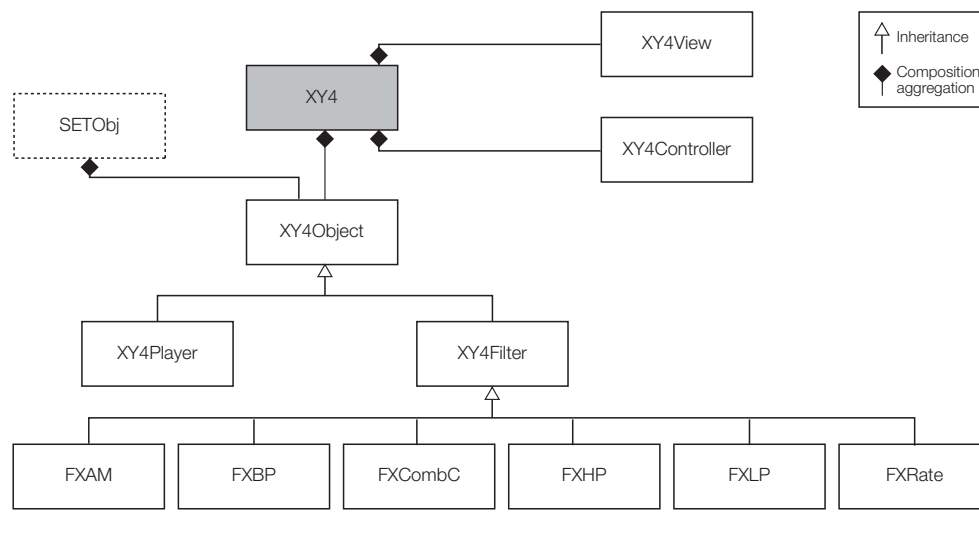 XY4View
Inheritance
Composition
aggregation
XY4
SETObj
XY4Controller
XY4Object
XY4Player
XY4Filter
FXAM
FXBP
FXCombC
FXHP
FXLP
FXRate